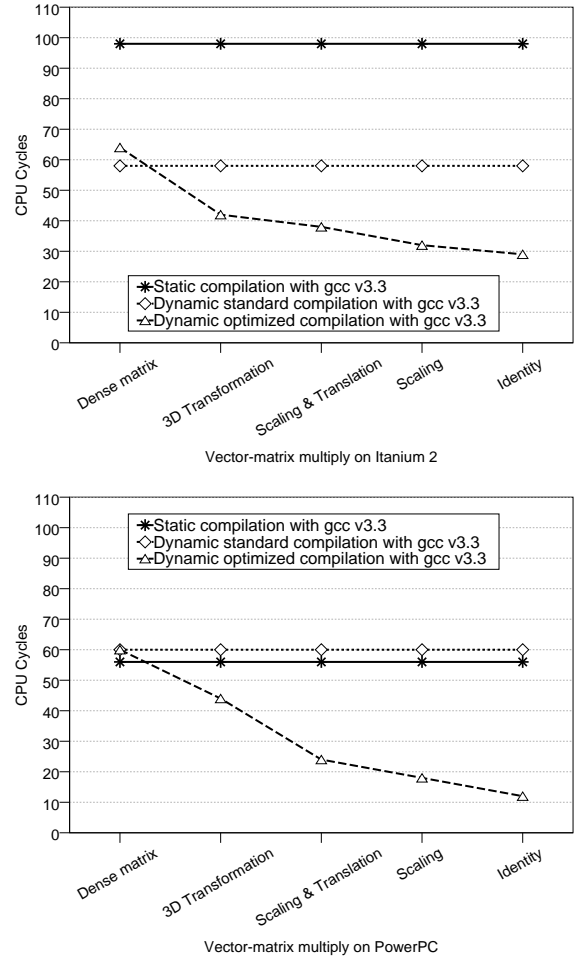 110
100
90
80
70
60
50
40
30
20
10
0
CPU Cycles
Static compilation with gcc v3.3
Dynamic standard compilation with gcc v3.3
Dynamic optimized compilation with gcc v3.3
Dense matrix
3D Transformation
Scaling & Translation
Scaling
Identity
Vector-matrix multiply on Itanium 2
110
100
90
80
70
60
50
40
30
20
10
0
CPU Cycles
Static compilation with gcc v3.3
Dynamic standard compilation with gcc v3.3
Dynamic optimized compilation with gcc v3.3
Dense matrix
3D Transformation
Scaling & Translation
Scaling
Identity
Vector-matrix multiply on PowerPC